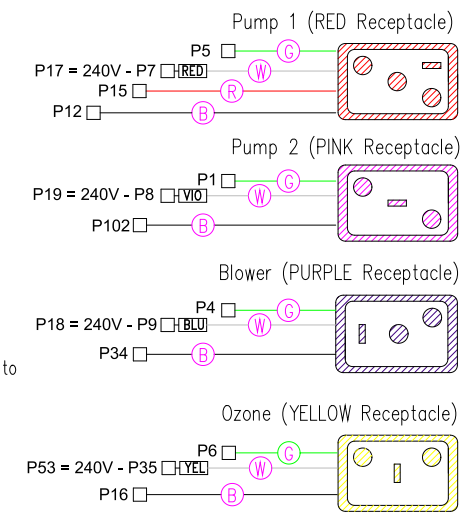 Pump 1 (RED Receptacle)
P5 G
P17 = 240V - P7 RED W
P15 R
P12 B
Pump 2 (PINK Receptacle)
P1 G
P19 = 240V - P8 VIO W
P102 B
Blower (PURPLE Receptacle)
P4 G
P18 = 240V - P9 BLU W
P34 B
to
Ozone (YELLOW Receptacle)
P6 G
P53 = 240V - P35 YEL W
P16 B